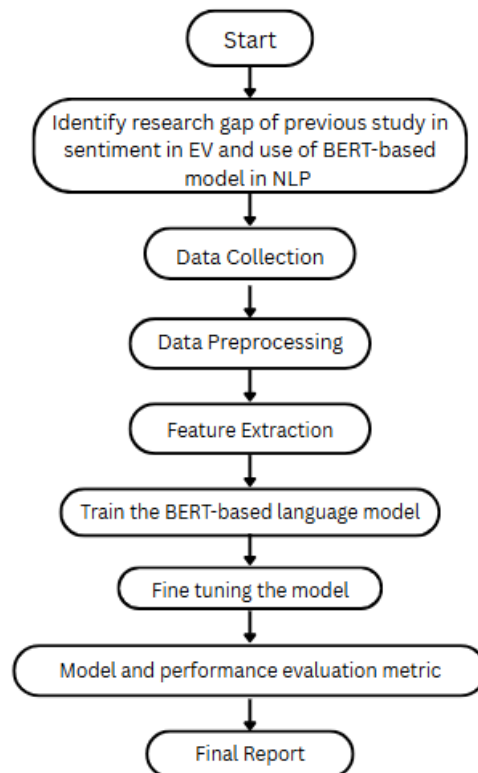 Start
Identify research gap of previous study in
sentiment in EV and use of BERT-based
model in NLP
Data Collection
Data Preprocessing
Feature Extraction
Train the BERT-based language model
Fine tuning the model
Model and performance evaluation metric
Final Report